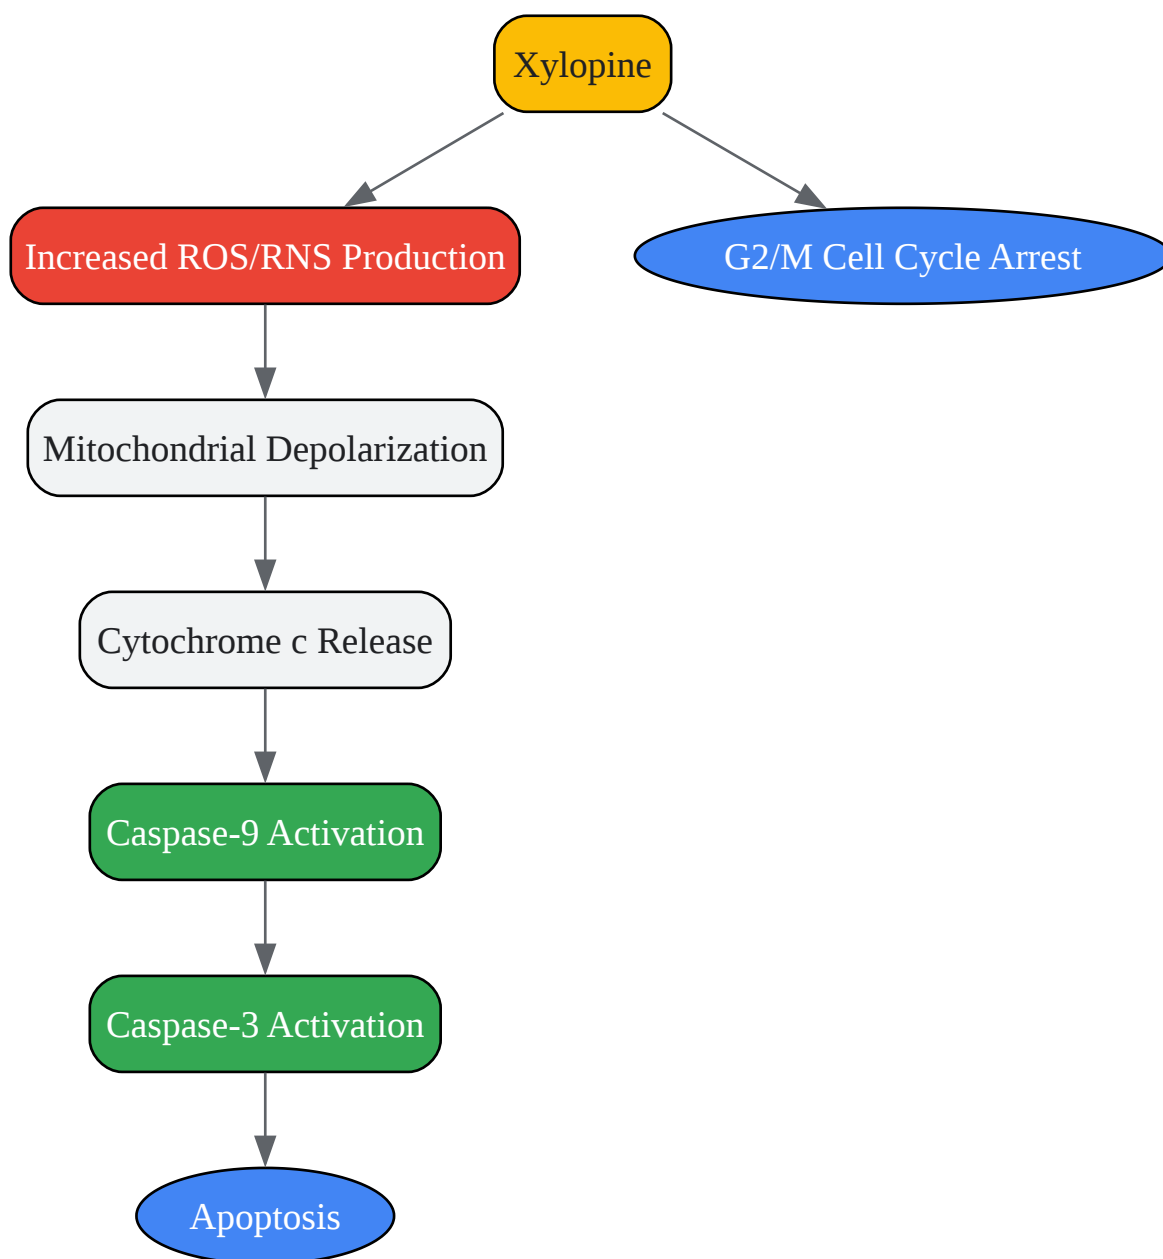 Xylopine
Increased ROS/RNS Production
G2/M Cell Cycle Arrest
Mitochondrial Depolarization
Cytochrome c Release
Caspase-9 Activation
Caspase-3 Activation
Apoptosis